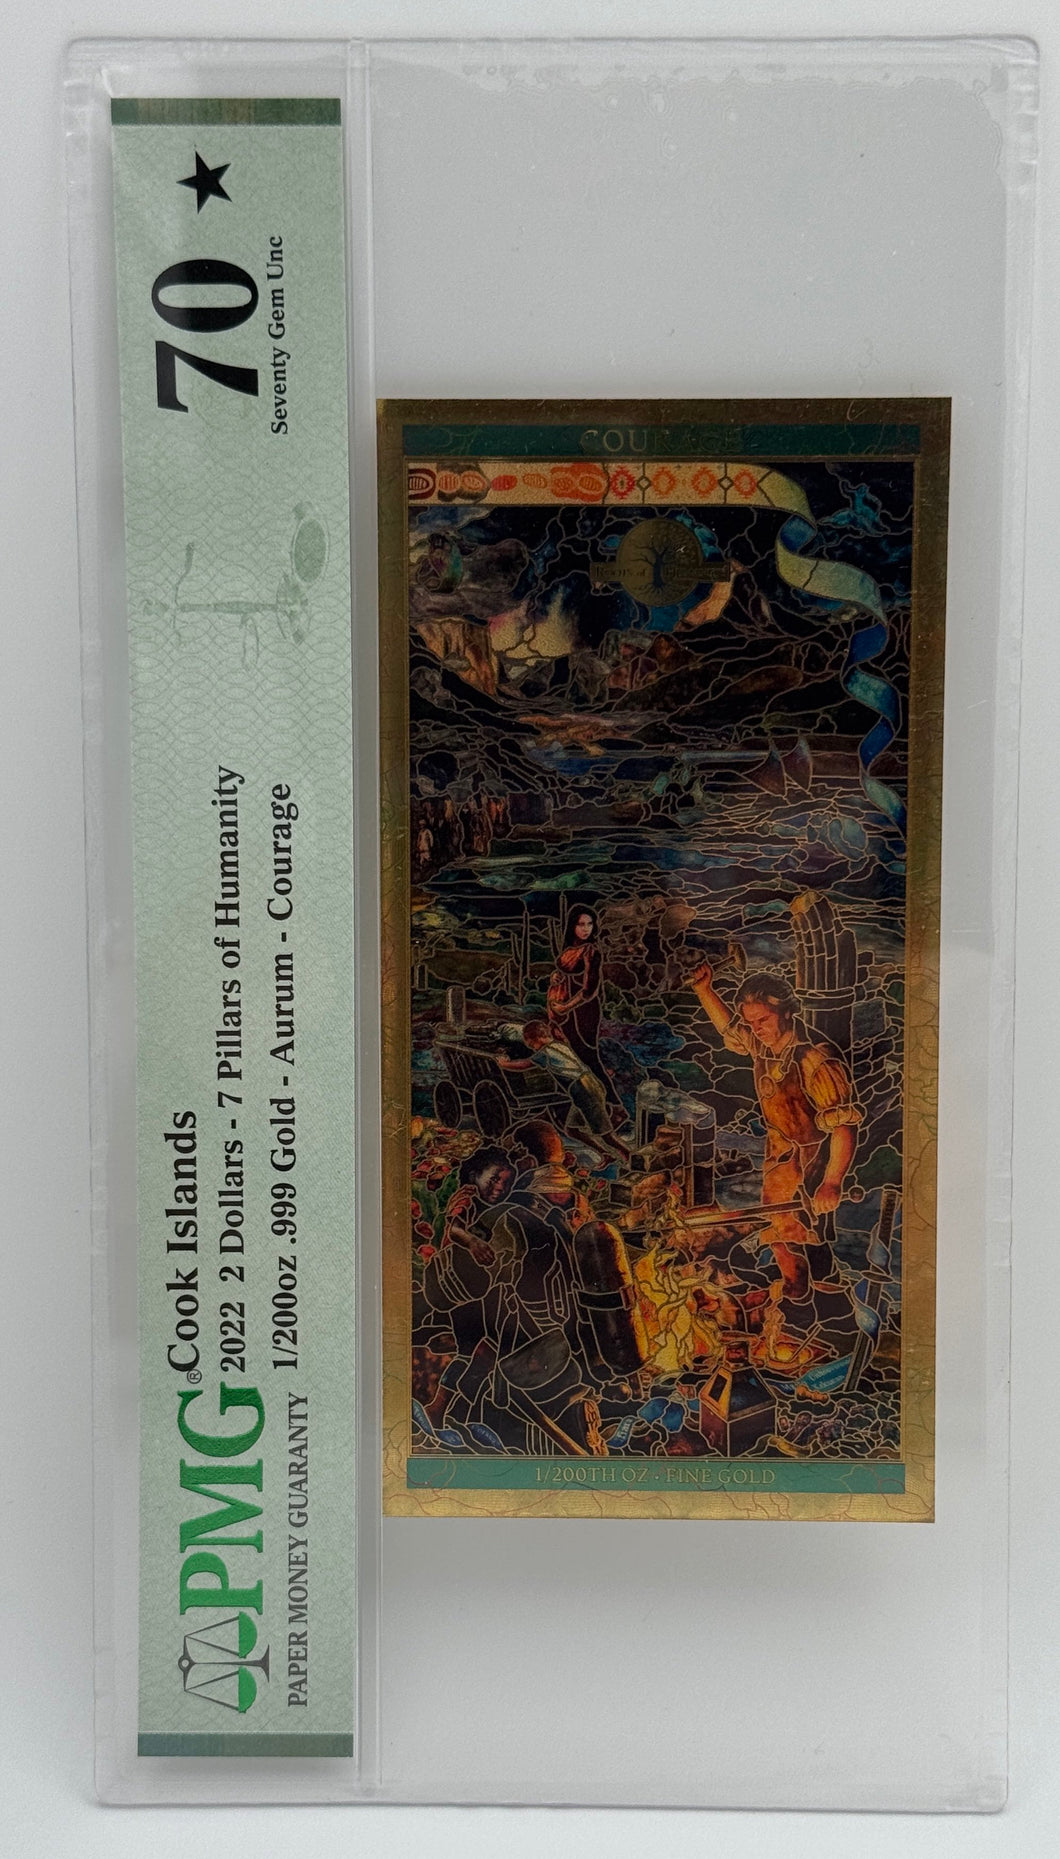 PMG®
PAPER MONEY GUARANTY
Cook Islands
2022 2 Dollars - 7 Pillars of Humanity
1/200oz .999 Gold - Aurum - Courage
70 ★
Seventy Gem Unc
COURAGE
1/200TH OZ • FINE GOLD